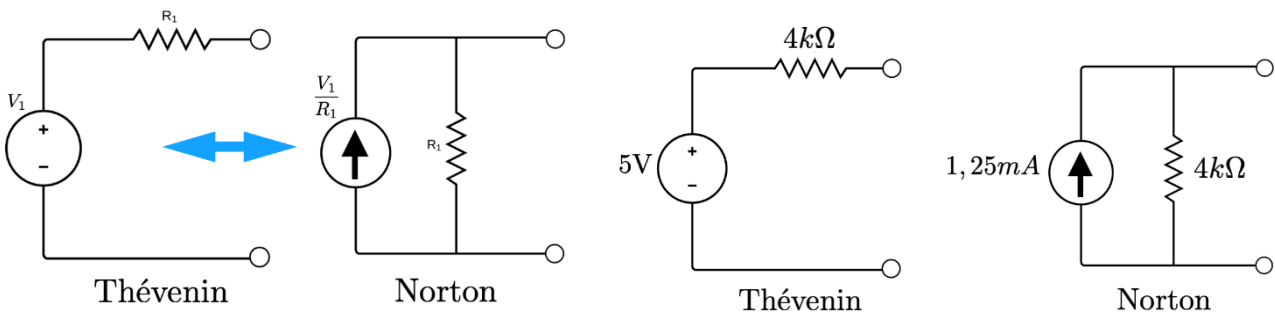 R₁
V₁
+
−
Thévenin
V₁
R₁
R₁
Norton
4kΩ
5V
+
−
Thévenin
1, 25mA
4kΩ
Norton